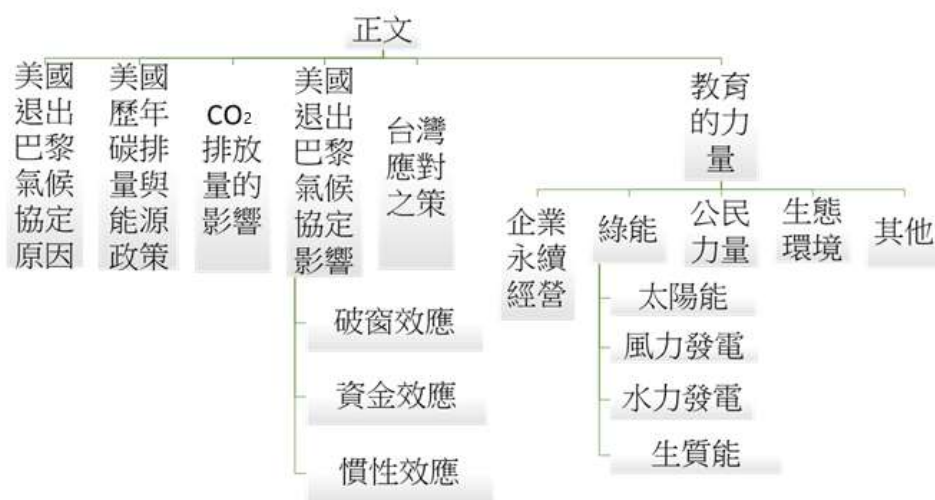 正文
美國
退出
巴黎
氣候
協定
原因
美國
歷年
碳排
量與
能源
政策
CO₂
排放
量的
影響
美國
退出
巴黎
氣候
協定
影響
台灣
應對
之策
教育
的力
量
破窗效應
資金效應
慣性效應
企業
永續
經營
綠能
公民
力量
生態
環境
其他
太陽能
風力發電
水力發電
生質能